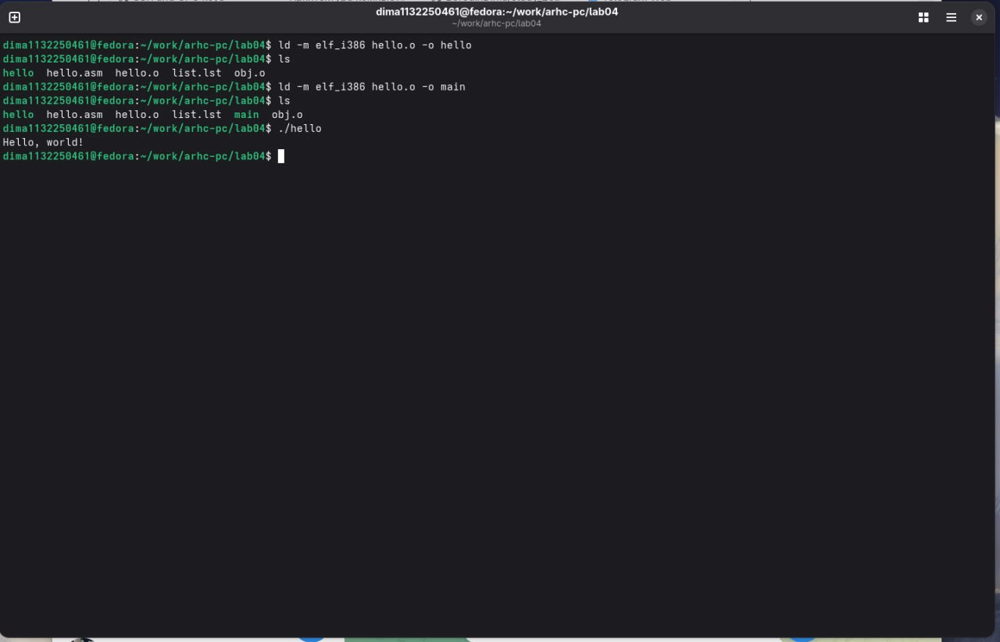 dima1132250461@fedora:~/work/arhc-pc/lab04
~/work/arhc-pc/lab04
dima1132250461@fedora:~/work/arhc-pc/lab04$ ld -m elf_i386 hello.o -o hello
dima1132250461@fedora:~/work/arhc-pc/lab04$ ls
hello  hello.asm  hello.o  list.lst  obj.o
dima1132250461@fedora:~/work/arhc-pc/lab04$ ld -m elf_i386 hello.o -o main
dima1132250461@fedora:~/work/arhc-pc/lab04$ ls
hello  hello.asm  hello.o  list.lst  main  obj.o
dima1132250461@fedora:~/work/arhc-pc/lab04$ ./hello
Hello, world!
dima1132250461@fedora:~/work/arhc-pc/lab04$